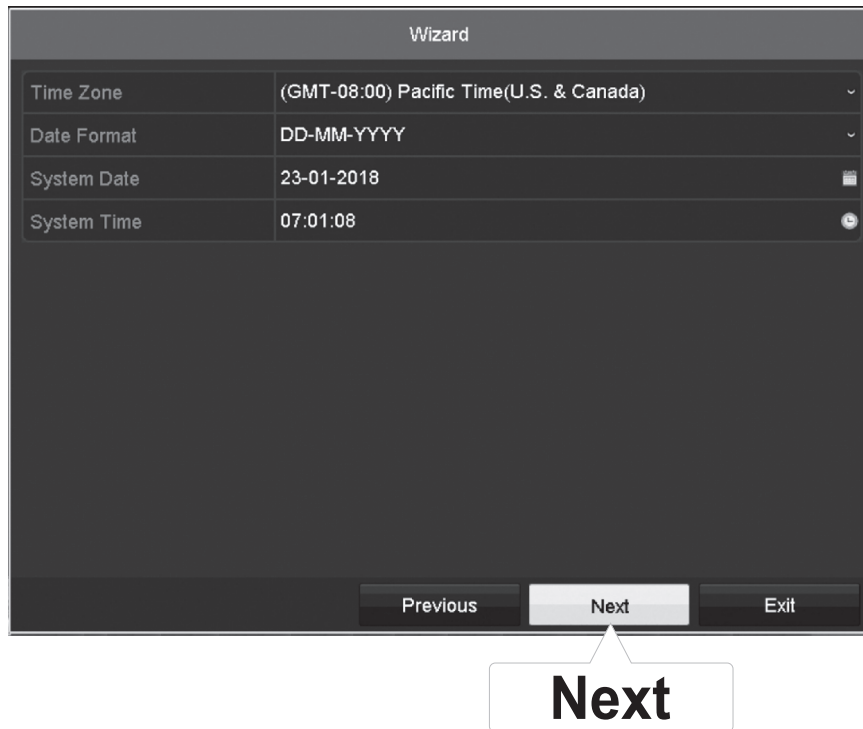 Wizard
Time Zone (GMT-08:00) Pacific Time(U.S. & Canada)
Date Format DD-MM-YYYY
System Date 23-01-2018
System Time 07:01:08
Previous Next Exit
Next